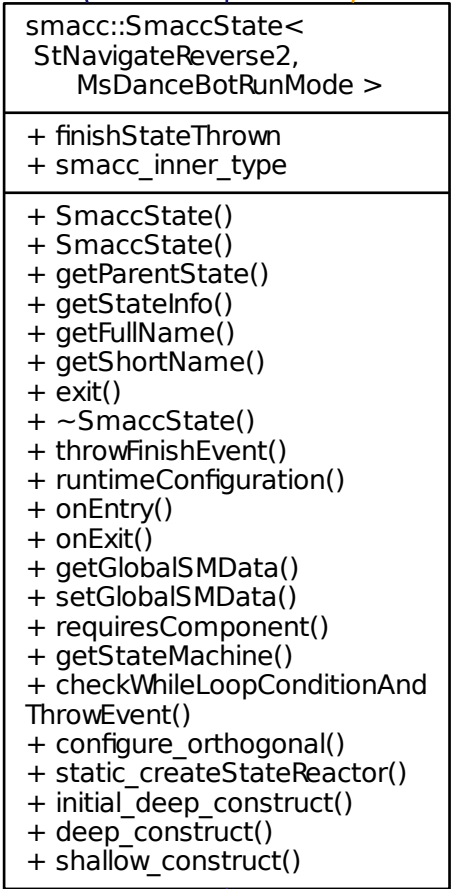 smacc::SmaccState<
StNavigateReverse2,
MsDanceBotRunMode >
+ finishStateThrown
+ smacc_inner_type
+ SmaccState()
+ SmaccState()
+ getParentState()
+ getStateInfo()
+ getFullName()
+ getShortName()
+ exit()
+ ~SmaccState()
+ throwFinishEvent()
+ runtimeConfiguration()
+ onEntry()
+ onExit()
+ getGlobalSMData()
+ setGlobalSMData()
+ requiresComponent()
+ getStateMachine()
+ checkWhileLoopConditionAnd
ThrowEvent()
+ configure_orthogonal()
+ static_createStateReactor()
+ initial_deep_construct()
+ deep_construct()
+ shallow_construct()